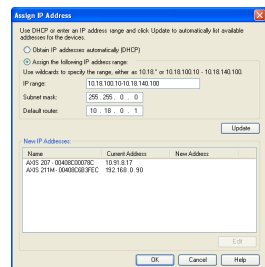 Assign IP Address
Use DHCP or enter an IP address range and click Update to automatically list available
addresses for the devices.
Obtain IP addresses automatically (DHCP)
Assign the following IP address range:
Use wildcards to specify the range, either as 10.18.* or 10.18.100.10 - 10.18.140.100.
IP range: 10.18.100.10-10.18.140.100
Subnet mask: 255 . 255 . 0 . 0
Default router: 10 . 18 . 0 . 1
Update
New IP Addresses:
Name Current Address New Address
AXIS 207 - 00408C00078C 10.91.8.17
AXIS 211M - 00408C6B3FEC 192.168.0.90
Edit
OK Cancel Help